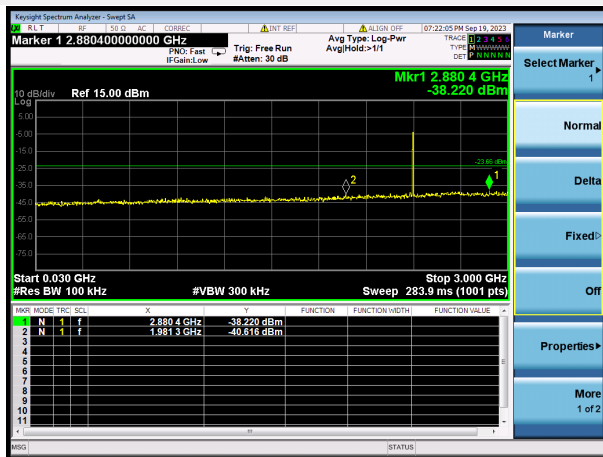 Keysight Spectrum Analyzer - Swept SA
RLT RF 50 Ω AC CORREC INT REF ALIGN OFF 07:22:05 PM Sep 19, 2023
Marker 1 2.880400000000 GHz
PNO: Fast
IFGain:Low
Trig: Free Run
#Atten: 30 dB
Avg Type: Log-Pwr
Avg|Hold:>1/1
TRACE 1 2 3 4 5 6
TYPE M W W W W W
DET P N N N N N
Mkr1 2.880 4 GHz
-38.220 dBm
10 dB/div Ref 15.00 dBm
Log
5.00
-5.00
-15.0
-23.66 dBm
-25.0
1
2
-35.0
-45.0
-55.0
-65.0
-75.0
Start 0.030 GHz Stop 3.000 GHz
#Res BW 100 kHz #VBW 300 kHz Sweep 283.9 ms (1001 pts)
MKR MODE TRC SCL X Y FUNCTION FUNCTION WIDTH FUNCTION VALUE
1 N 1 f 2.880 4 GHz -38.220 dBm
2 N 1 f 1.981 3 GHz -40.616 dBm
3
4
5
6
7
8
9
10
11
MSG STATUS
Marker
Select Marker
1
Normal
Delta
Fixed
Off
Properties
More
1 of 2